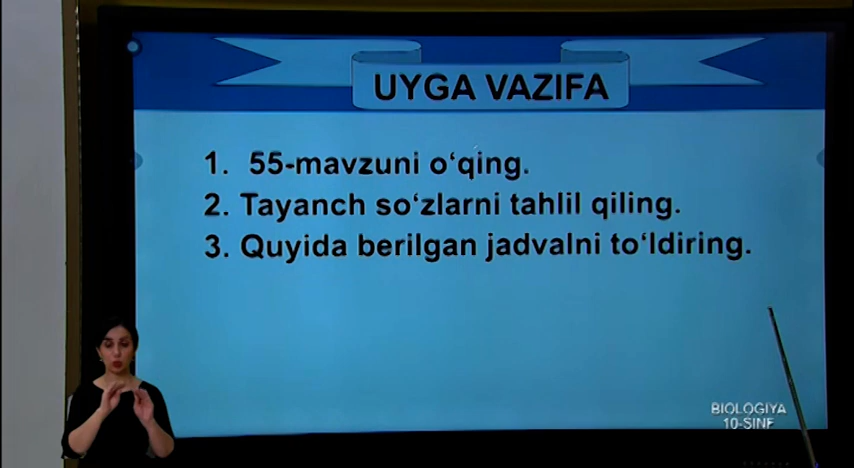 UYGA VAZIFA
1. 55-mavzuni o‘qing.
2. Tayanch so‘zlarni tahlil qiling.
3. Quyida berilgan jadvalni to‘ldiring.
BIOLOGIYA
10-SINF